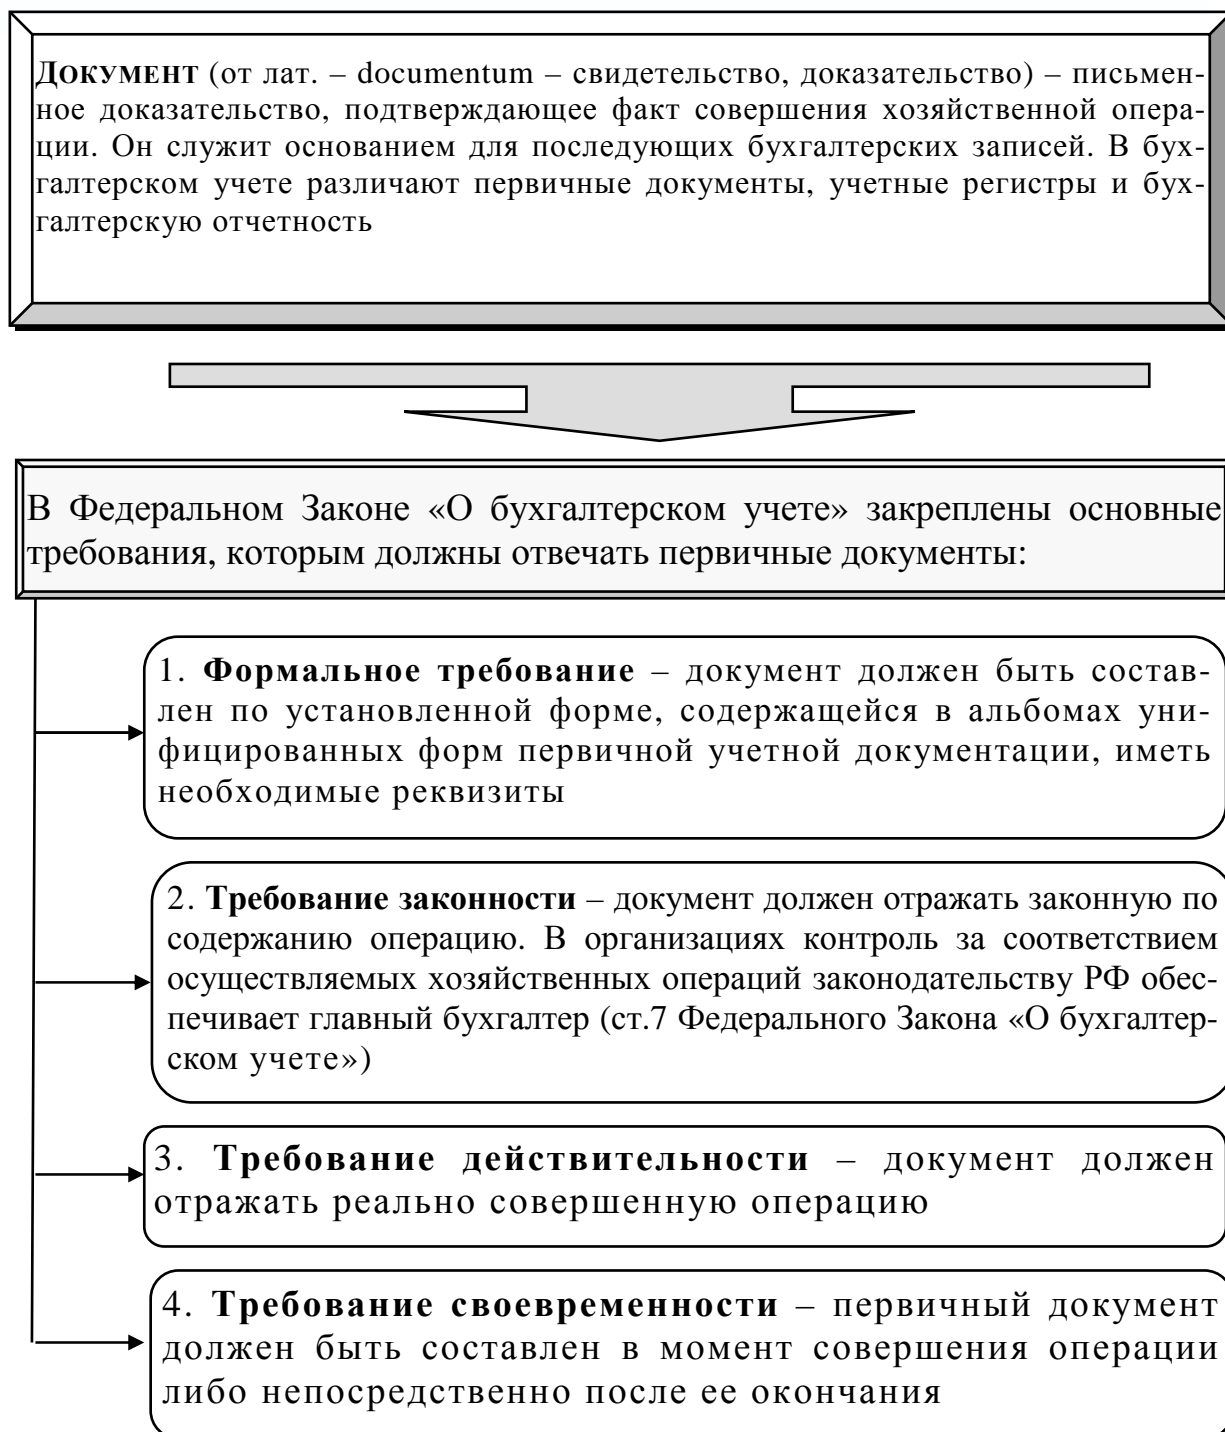 ДОКУМЕНТ (от лат. – documentum – свидетельство, доказательство) – письмен-
ное доказательство, подтверждающее факт совершения хозяйственной опера-
ции. Он служит основанием для последующих бухгалтерских записей. В бух-
галтерском учете различают первичные документы, учетные регистры и бух-
галтерскую отчетность
В Федеральном Законе «О бухгалтерском учете» закреплены основные
требования, которым должны отвечать первичные документы:
1. Формальное требование – документ должен быть состав-
лен по установленной форме, содержащейся в альбомах уни-
фицированных форм первичной учетной документации, иметь
необходимые реквизиты
2. Требование законности – документ должен отражать законную по
содержанию операцию. В организациях контроль за соответствием
осуществляемых хозяйственных операций законодательству РФ обес-
печивает главный бухгалтер (ст.7 Федерального Закона «О бухгалтер-
ском учете»)
3. Требование действительности – документ должен
отражать реально совершенную операцию
4. Требование своевременности – первичный документ
должен быть составлен в момент совершения операции
либо непосредственно после ее окончания